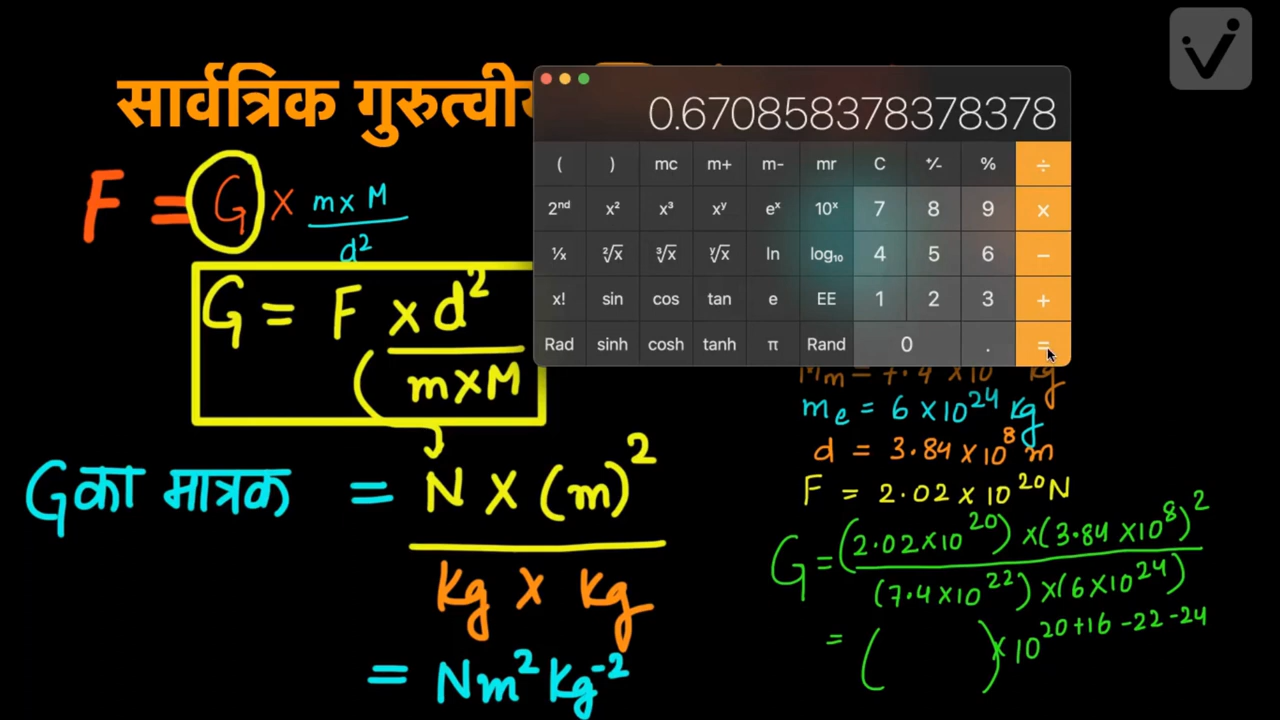 सार्वत्रिक
F = G × m × M / d²
G = F × d² / (m × M
G का मात्रक = N × (m)² / Kg × Kg
= Nm² Kg⁻²
0.670858378378378
( ) mc m+ m- mr C ⁺∕₋ % ÷
2ⁿᵈ x² x³ xʸ eˣ 10ˣ 7 8 9 ×
¹∕ₓ ²√x ³√x ʸ√x ln log₁₀ 4 5 6 −
x! sin cos tan e EE 1 2 3 +
Rad sinh cosh tanh π Rand 0 . =
me = 6 × 10²⁴ kg
d = 3.84 × 10⁸ m
F = 2.02 × 10²⁰ N
G = (2.02 × 10²⁰) × (3.84 × 10⁸)² / (7.4 × 10²²) × (6 × 10²⁴)
= ( ) × 10²⁰⁺¹⁶⁻²²⁻²⁴